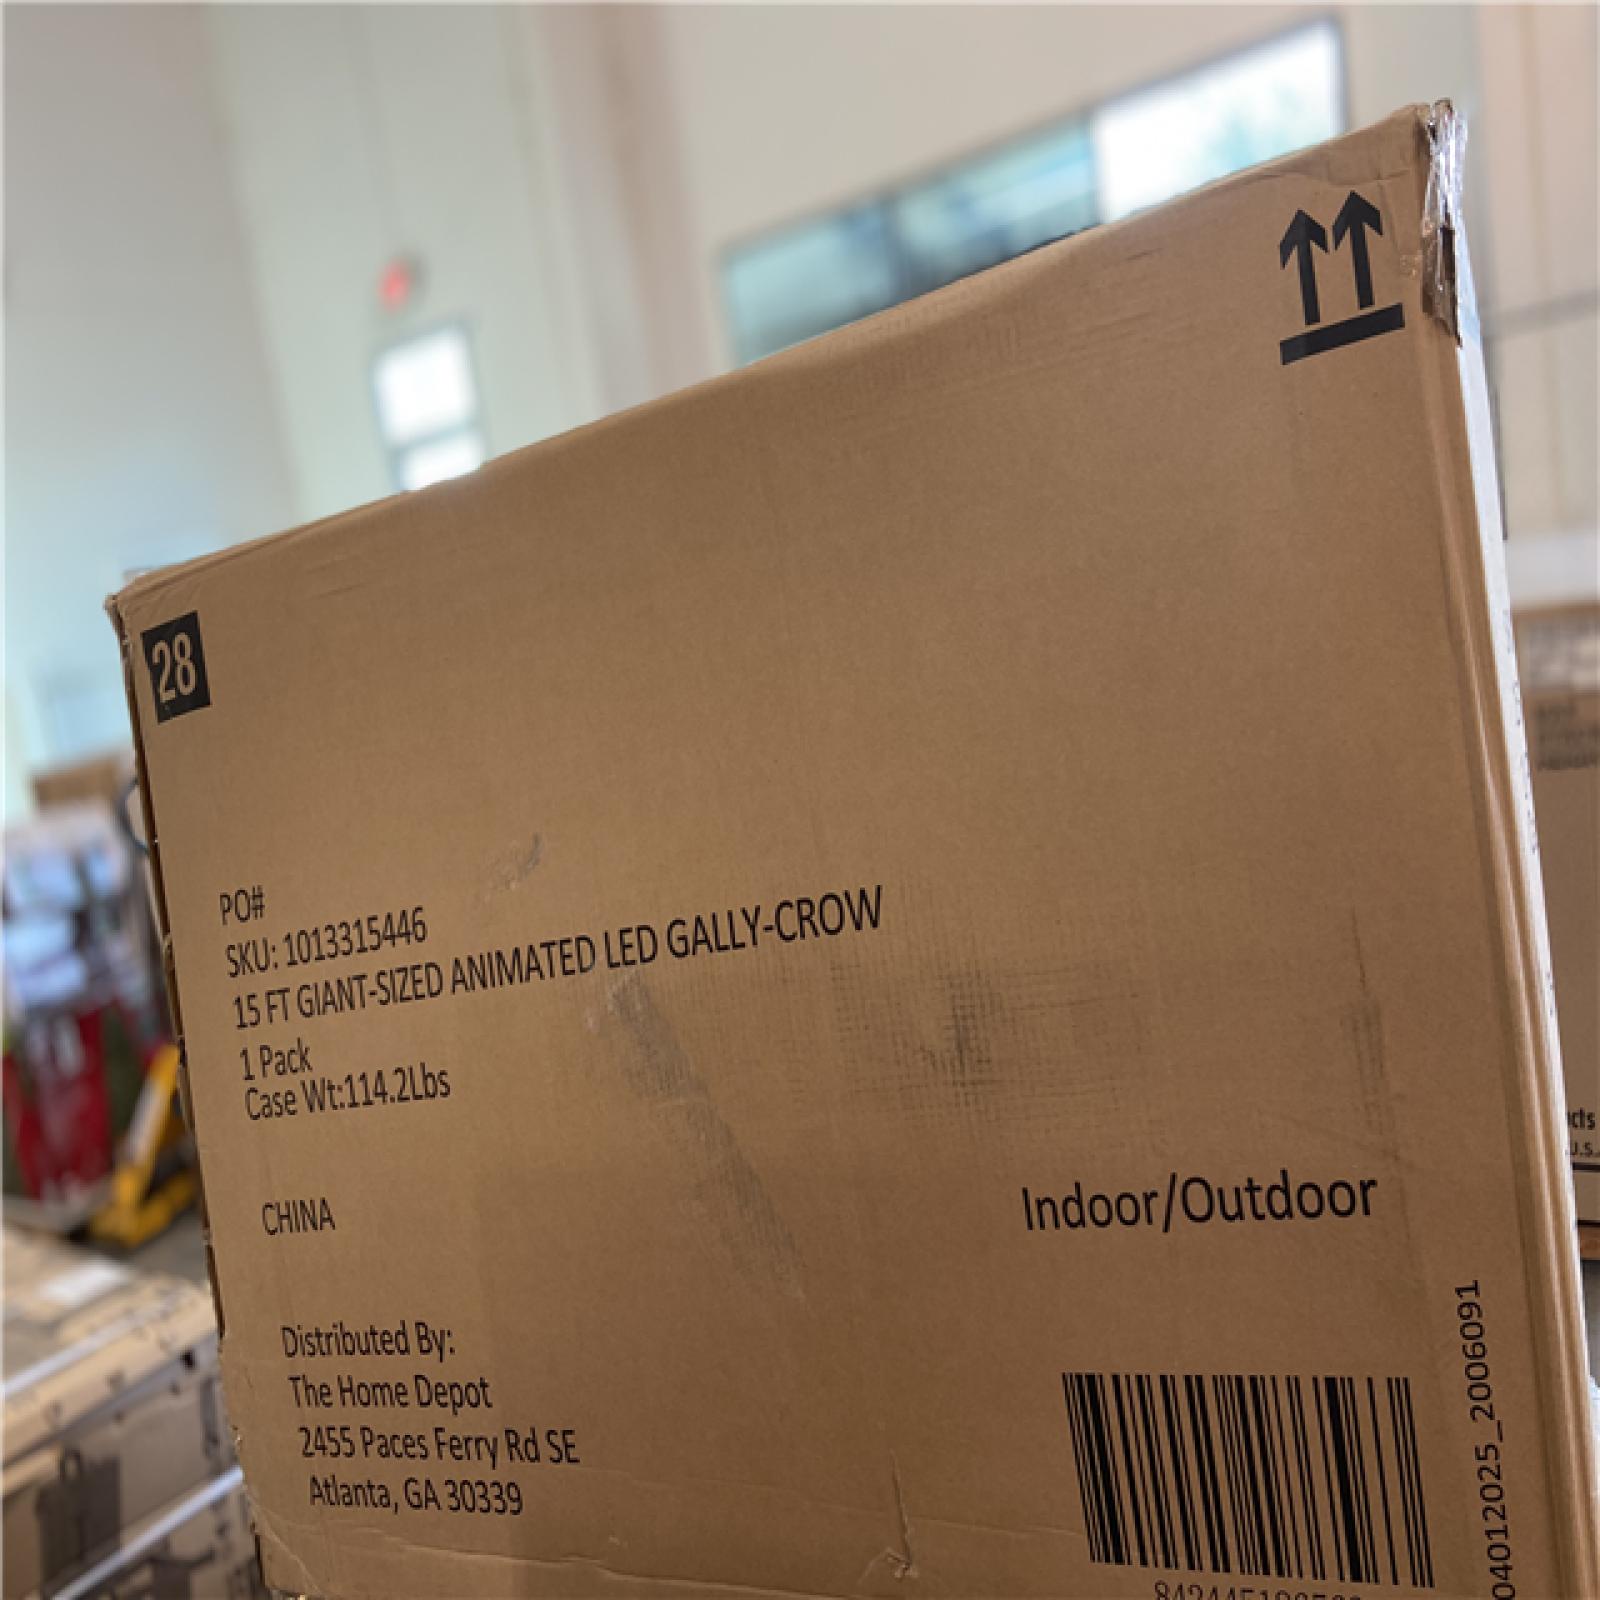 28
PO#
SKU: 1013315446
15 FT GIANT-SIZED ANIMATED LED GALLY-CROW
1 Pack
Case Wt:114.2Lbs
CHINA
Indoor/Outdoor
Distributed By:
The Home Depot
2455 Paces Ferry Rd SE
Atlanta, GA 30339
04012025_2006091